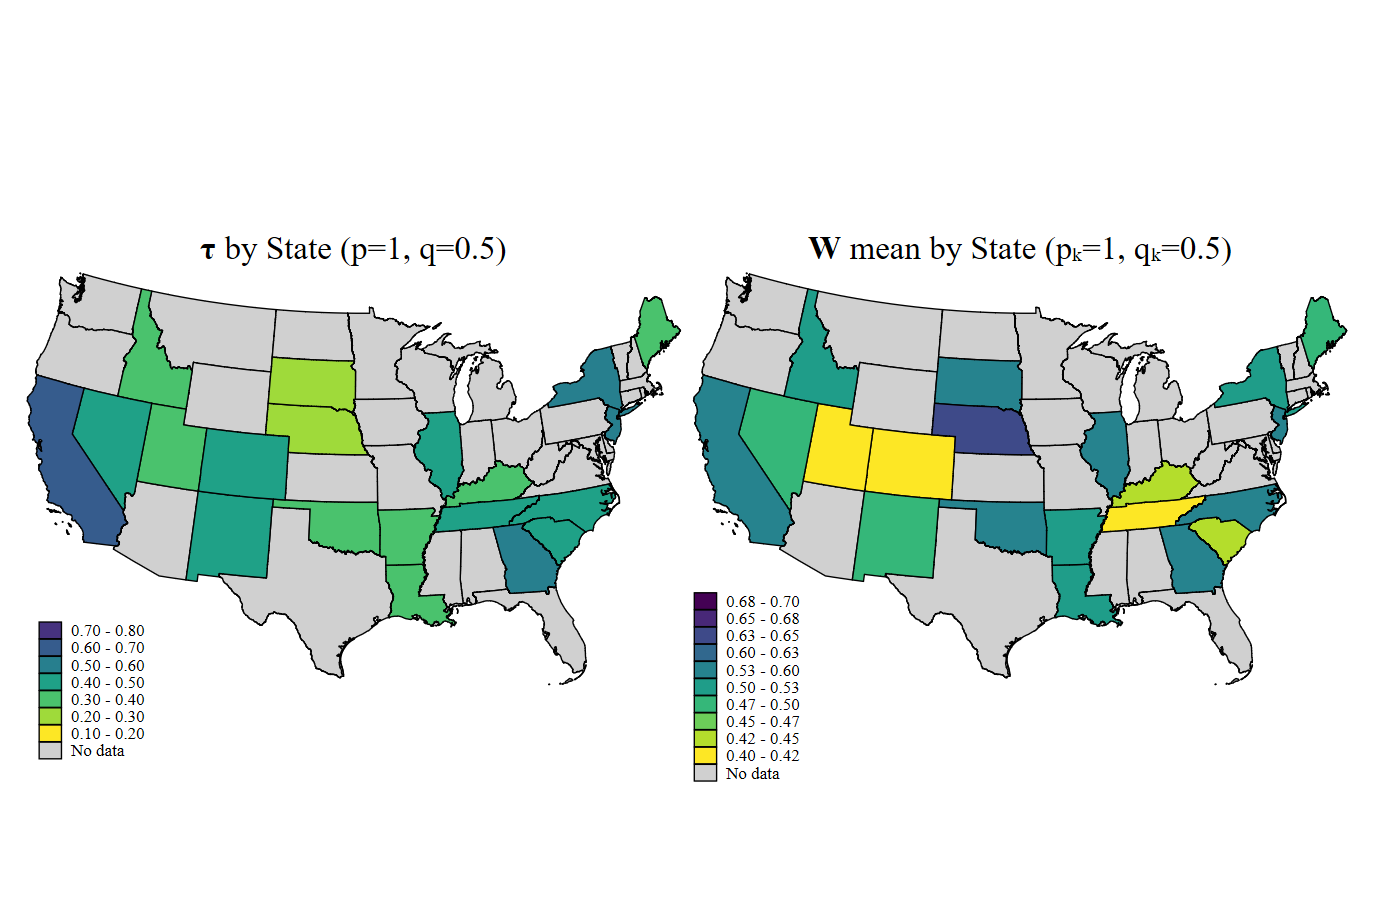 𝛕 by State (p=1, q=0.5)
0.70 - 0.80
0.60 - 0.70
0.50 - 0.60
0.40 - 0.50
0.30 - 0.40
0.20 - 0.30
0.10 - 0.20
No data
W mean by State (pₖ=1, qₖ=0.5)
0.68 - 0.70
0.65 - 0.68
0.63 - 0.65
0.60 - 0.63
0.53 - 0.60
0.50 - 0.53
0.47 - 0.50
0.45 - 0.47
0.42 - 0.45
0.40 - 0.42
No data